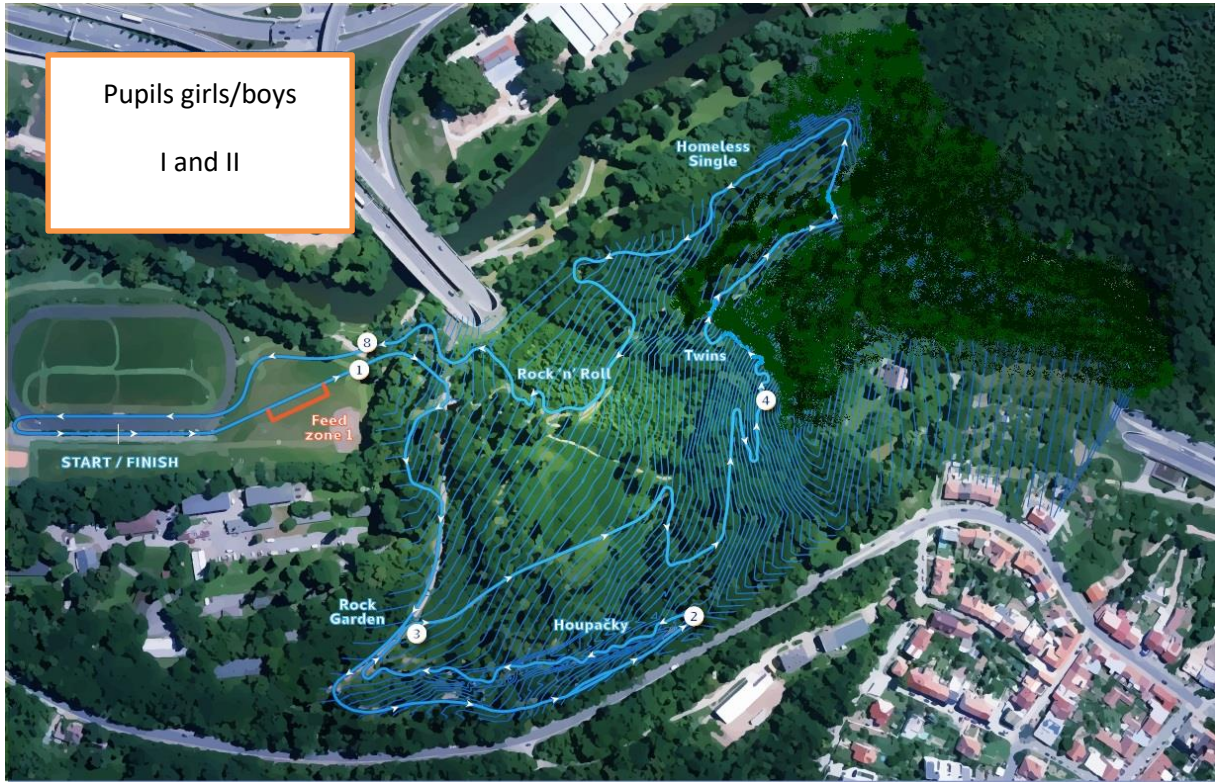 Pupils girls/boys
I and II
Homeless
Single
8
1
Rock 'n' Roll
Twins
4
Feed
zone 1
START / FINISH
Rock
Garden
3
Houpačky
2